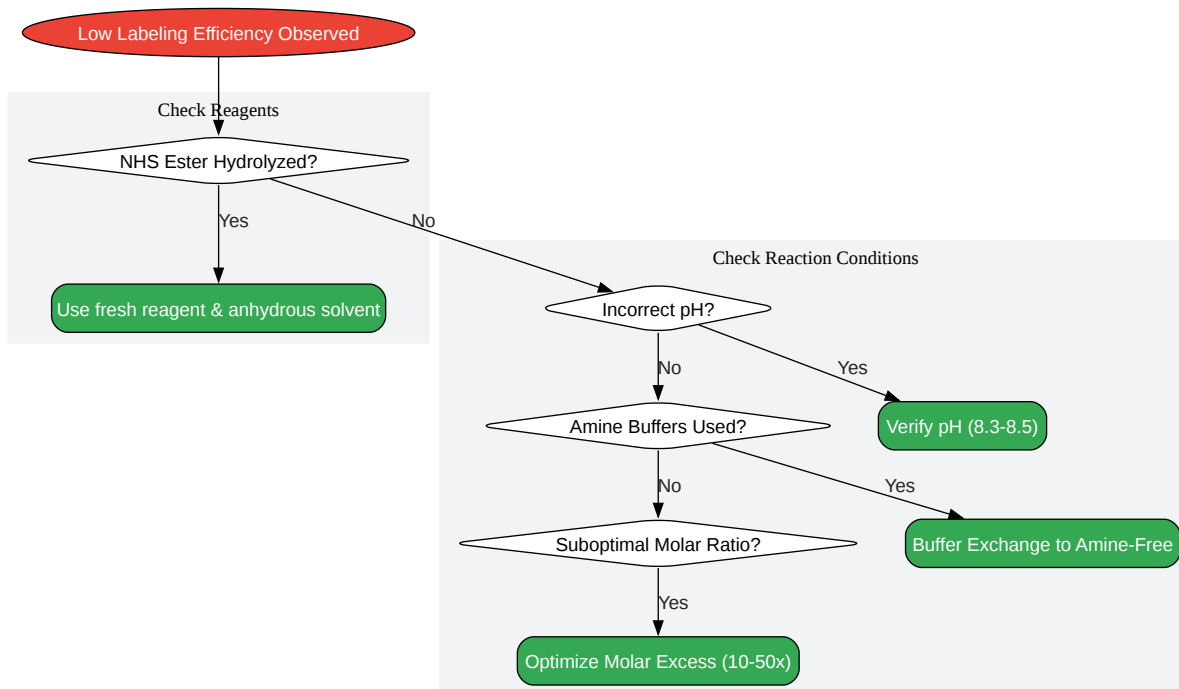 Low Labeling Efficiency Observed
Check Reagents
NHS Ester Hydrolyzed?
Yes
No
Use fresh reagent & anhydrous solvent
Check Reaction Conditions
Incorrect pH?
No
Yes
Amine Buffers Used?
Verify pH (8.3-8.5)
No
Yes
Suboptimal Molar Ratio?
Buffer Exchange to Amine-Free
Yes
Optimize Molar Excess (10-50x)